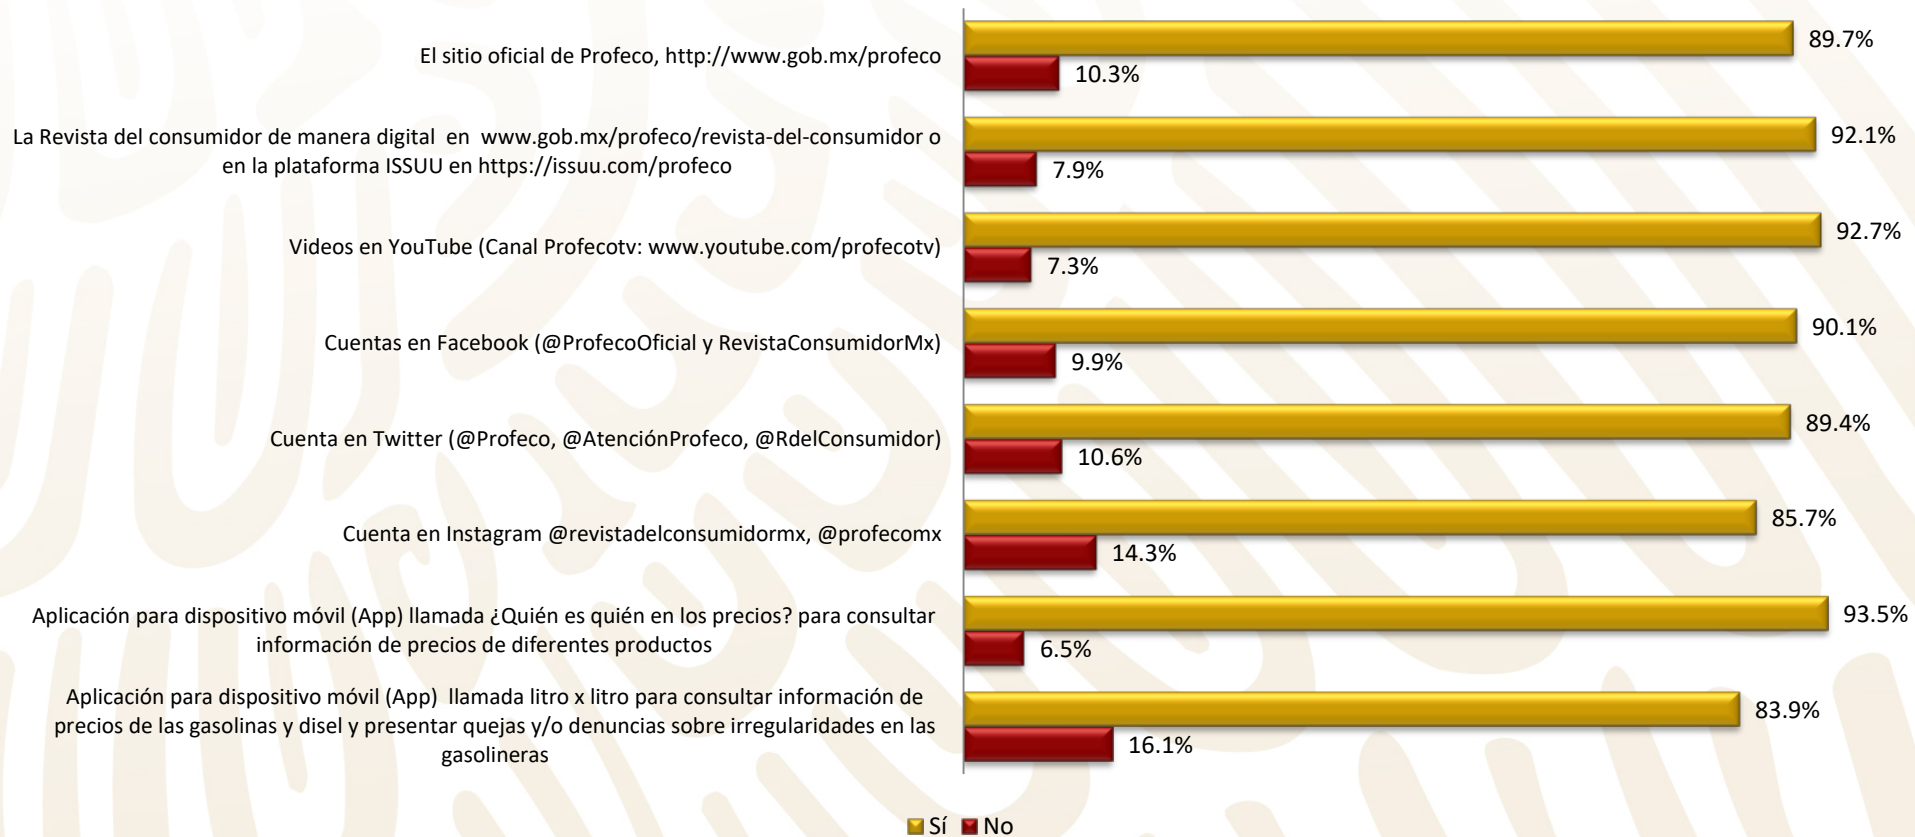 El sitio oficial de Profeco, http://www.gob.mx/profeco
89.7%
10.3%
La Revista del consumidor de manera digital  en  www.gob.mx/profeco/revista-del-consumidor o
en la plataforma ISSUU en https://issuu.com/profeco
92.1%
7.9%
Videos en YouTube (Canal Profecotv: www.youtube.com/profecotv)
92.7%
7.3%
Cuentas en Facebook (@ProfecoOficial y RevistaConsumidorMx)
90.1%
9.9%
Cuenta en Twitter (@Profeco, @AtenciónProfeco, @RdelConsumidor)
89.4%
10.6%
Cuenta en Instagram @revistadelconsumidormx, @profecomx
85.7%
14.3%
Aplicación para dispositivo móvil (App) llamada ¿Quién es quién en los precios? para consultar
información de precios de diferentes productos
93.5%
6.5%
Aplicación para dispositivo móvil (App)  llamada litro x litro para consultar información de
precios de las gasolinas y disel y presentar quejas y/o denuncias sobre irregularidades en las
gasolineras
83.9%
16.1%
Sí No